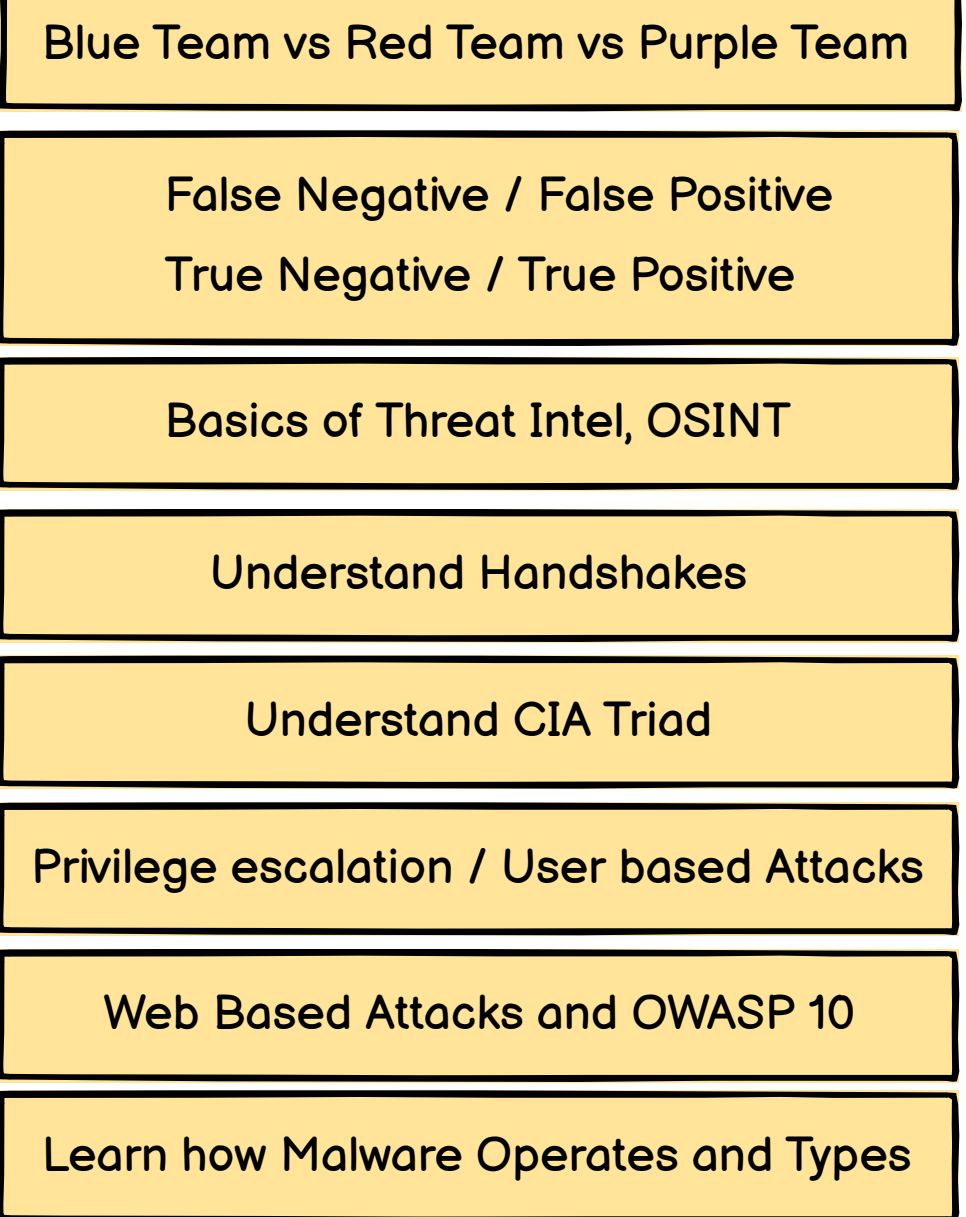 Blue Team vs Red Team vs Purple Team
False Negative / False Positive
True Negative / True Positive
Basics of Threat Intel, OSINT
Understand Handshakes
Understand CIA Triad
Privilege escalation / User based Attacks
Web Based Attacks and OWASP 10
Learn how Malware Operates and Types